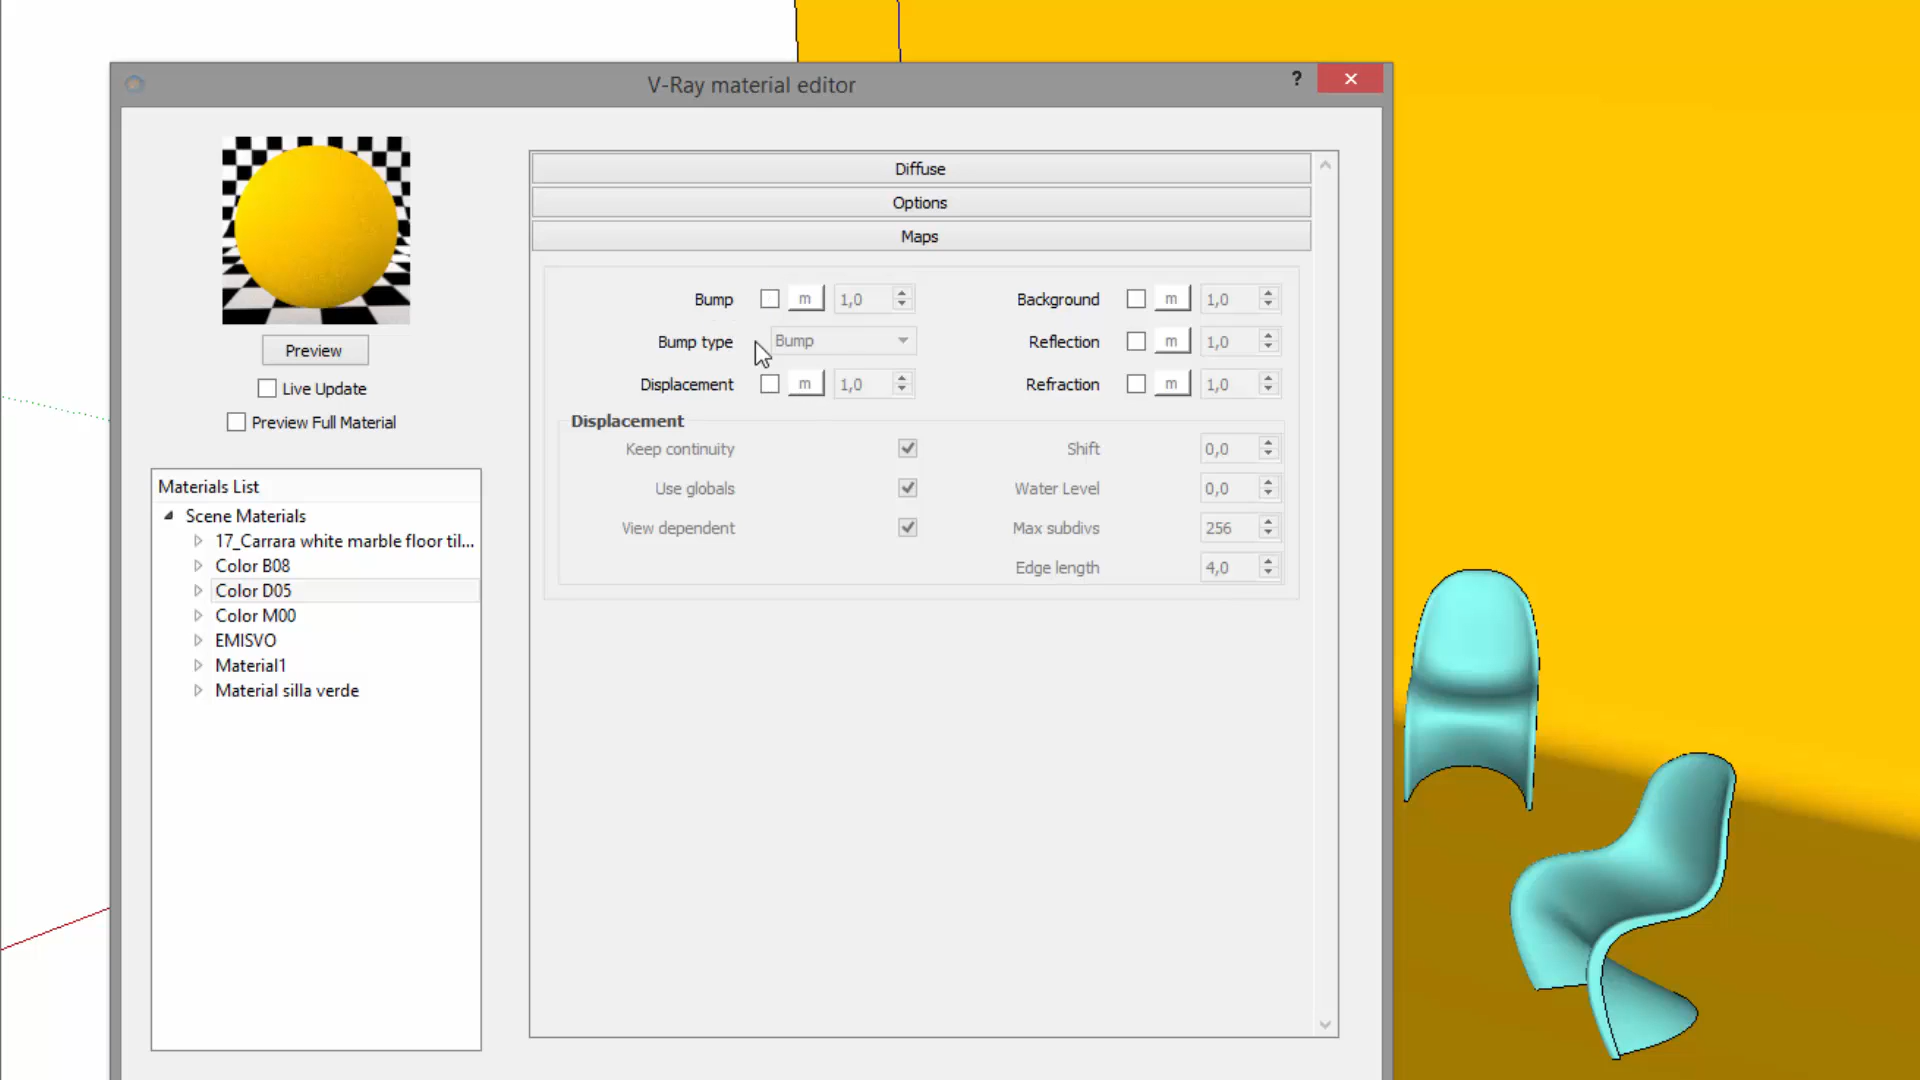 V-Ray material editor
?
Diffuse
Options
Maps
Bump m 1,0 Background m 1,0
Bump type Bump Reflection m 1,0
Displacement m 1,0 Refraction m 1,0
Displacement
Keep continuity Shift 0,0
Use globals Water Level 0,0
View dependent Max subdivs 256
Edge length 4,0
Preview
Live Update
Preview Full Material
Materials List
Scene Materials
17_Carrara white marble floor til...
Color B08
Color D05
Color M00
EMISVO
Material1
Material silla verde